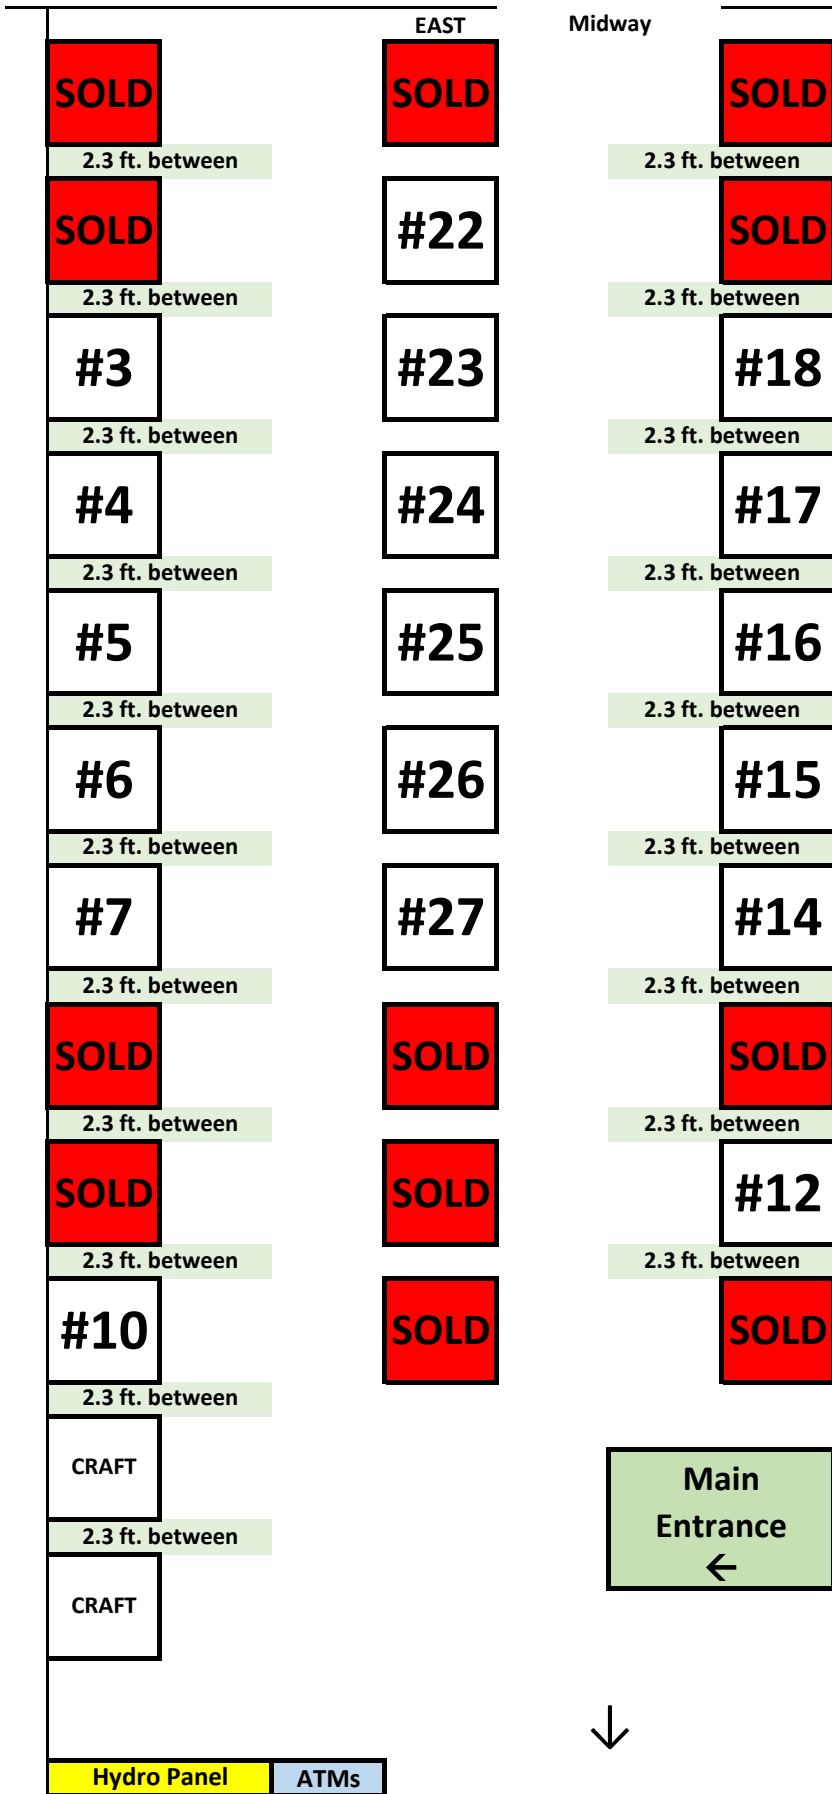 EAST Midway
SOLD SOLD SOLD
2.3 ft. between 2.3 ft. between
SOLD #22 SOLD
2.3 ft. between 2.3 ft. between
#3 #23 #18
2.3 ft. between 2.3 ft. between
#4 #24 #17
2.3 ft. between 2.3 ft. between
#5 #25 #16
2.3 ft. between 2.3 ft. between
#6 #26 #15
2.3 ft. between 2.3 ft. between
#7 #27 #14
2.3 ft. between 2.3 ft. between
SOLD SOLD SOLD
2.3 ft. between 2.3 ft. between
SOLD SOLD #12
2.3 ft. between 2.3 ft. between
#10 SOLD SOLD
2.3 ft. between
CRAFT
Main
Entrance
←
2.3 ft. between
CRAFT
↓
Hydro Panel ATMs